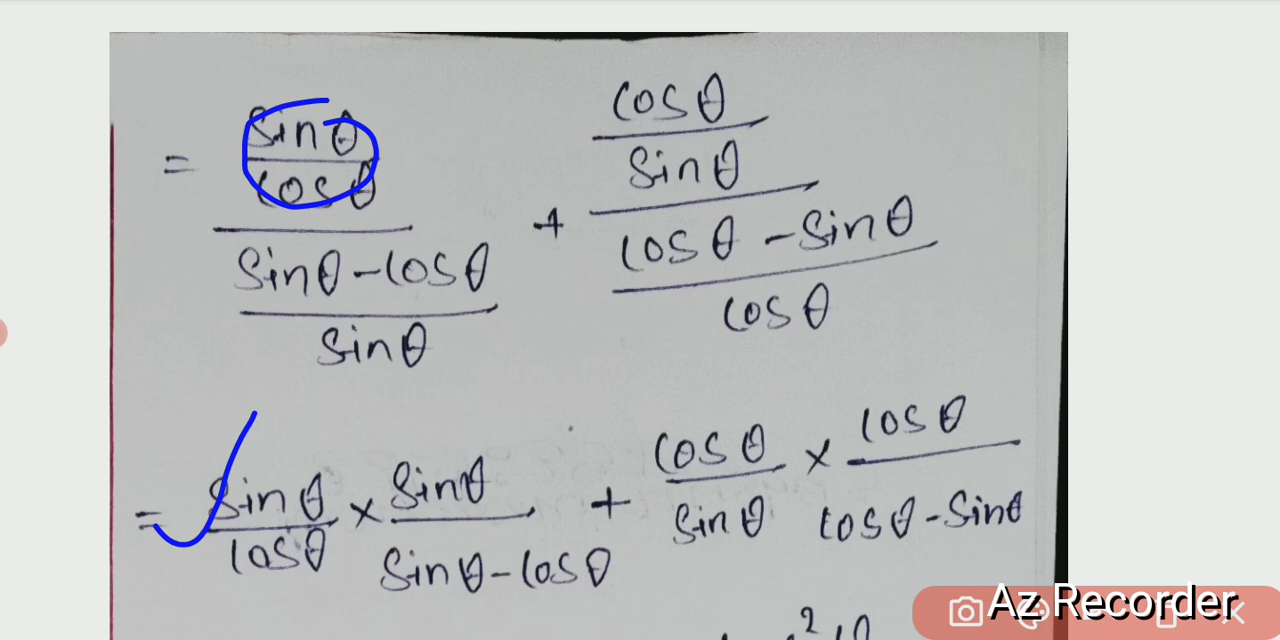 = sinθ/cosθ / (sinθ-cosθ)/sinθ + cosθ/sinθ / (cosθ-sinθ)/cosθ
= sinθ/cosθ × sinθ/sinθ-cosθ + cosθ/sinθ × cosθ/cosθ-sinθ
Az Recorder